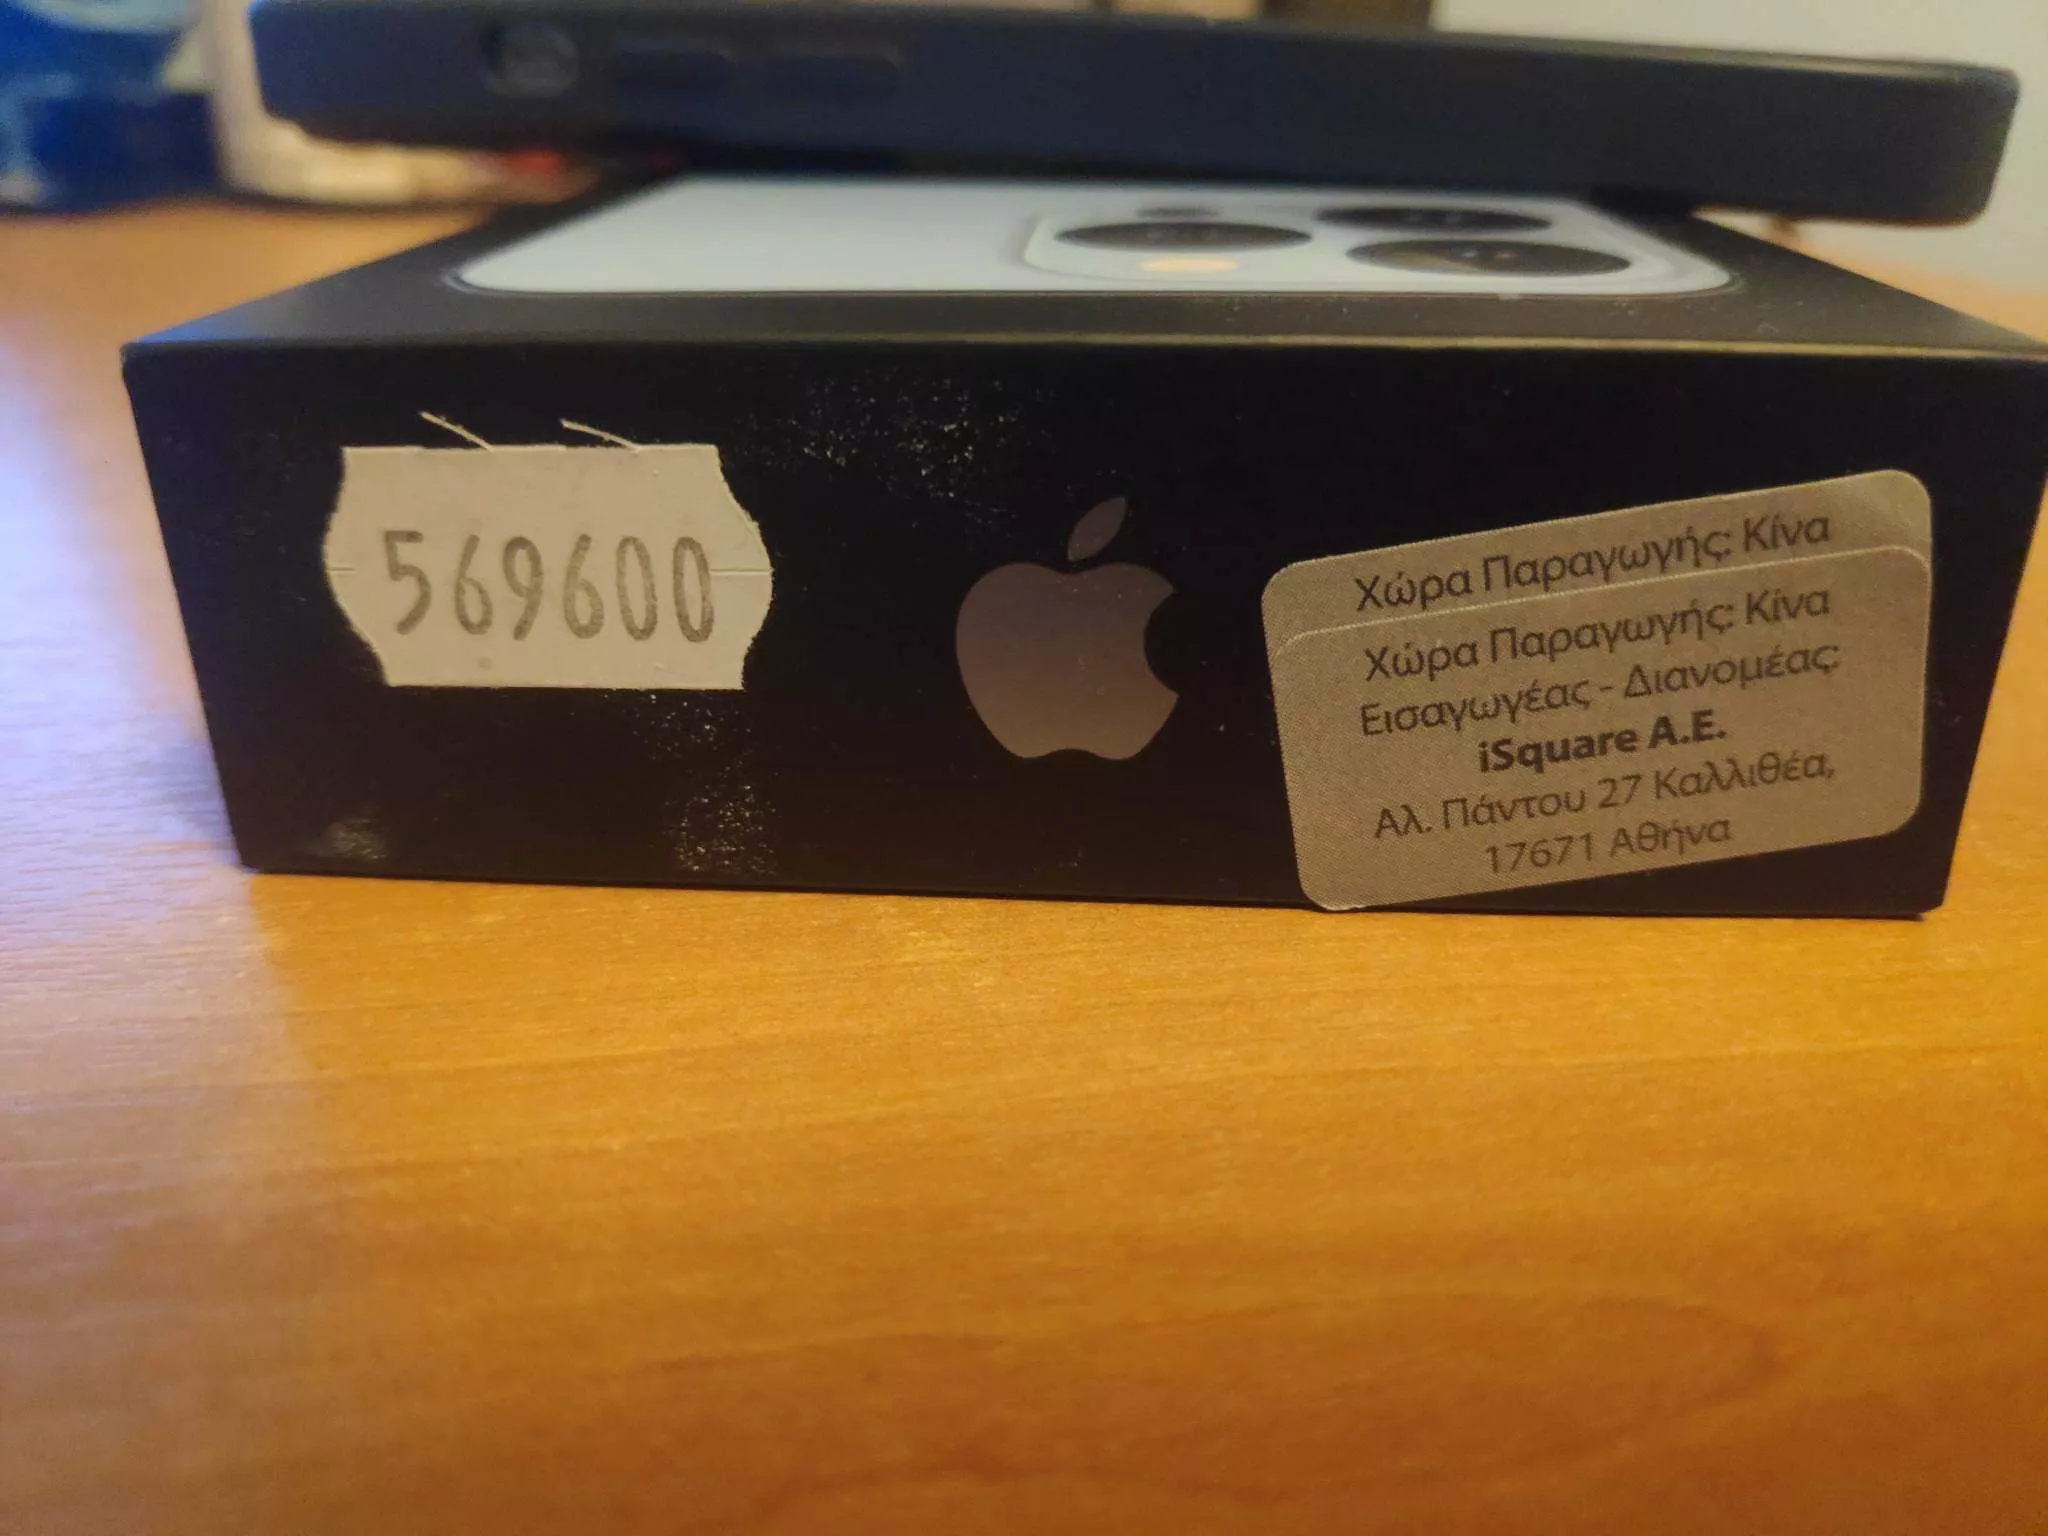 569600
Χώρα Παραγωγής: Κίνα
Χώρα Παραγωγής: Κίνα
Εισαγωγέας - Διανομέας:
iSquare A.E.
Αλ. Πάντου 27 Καλλιθέα,
17671 Αθήνα